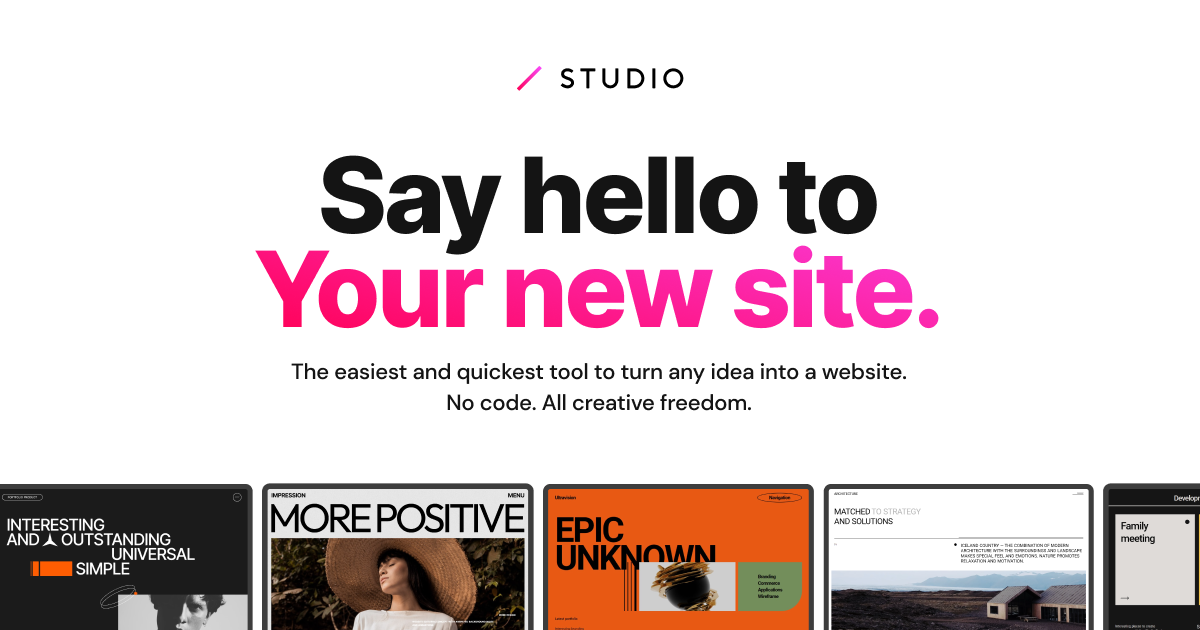 STUDIO
Say hello to
Your new site.
The easiest and quickest tool to turn any idea into a website.
No code. All creative freedom.
PORTFOLIO PRODUCT
INTERESTING
AND OUTSTANDING
UNIVERSAL
SIMPLE
IMPRESSION
MENU
MORE POSITIVE
Ultravision
Navigation
EPIC
UNKNOWN
Branding
Commerce
Applications
Wireframe
ARCHITECTURE
MATCHED TO STRATEGY
AND SOLUTIONS
ICELAND COUNTRY – THE COMBINATION OF MODERN
ARCHITECTURE WITH THE SURROUNDINGS AND LANDSCAPE
MAKES SPECIAL FEEL AND EMOTIONS. NATURE PROMOTES
RELAXATION AND MOTIVATION.
Develop
Family
meeting